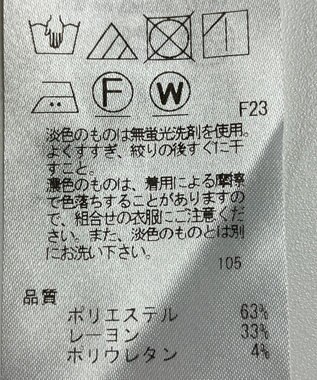 F W
F23
淡色のものは無蛍光洗剤を使用。
よくすすぎ、絞りの後すぐに干
すこと。
濃色のものは、着用による摩擦
で色落ちすることがありますの
で、組合せの衣服にご注意くだ
さい。また、淡色のものとは別
にお洗い下さい。
105
品質
ポリエステル 63%
レーヨン 33%
ポリウレタン 4%